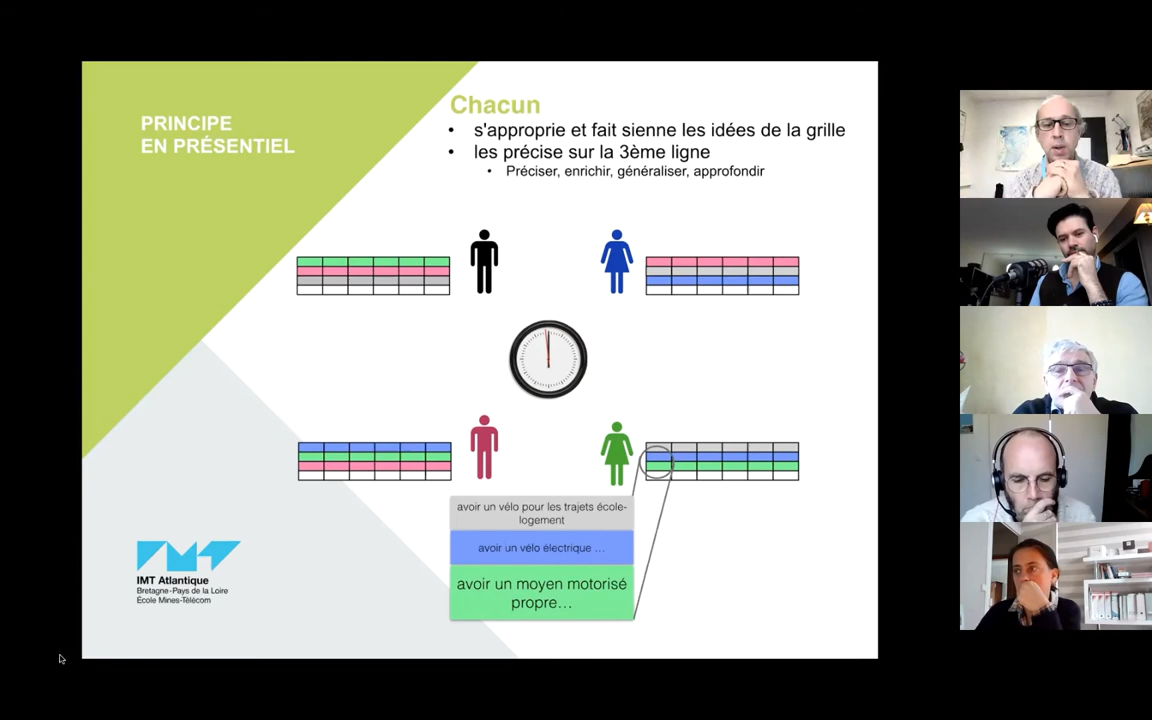 PRINCIPE
EN PRÉSENTIEL
Chacun
• s'approprie et fait sienne les idées de la grille
• les précise sur la 3ème ligne
• Préciser, enrichir, généraliser, approfondir
avoir un vélo pour les trajets école-
logement
avoir un vélo électrique …
avoir un moyen motorisé
propre…
IMT Atlantique
Bretagne-Pays de la Loire
École Mines-Télécom